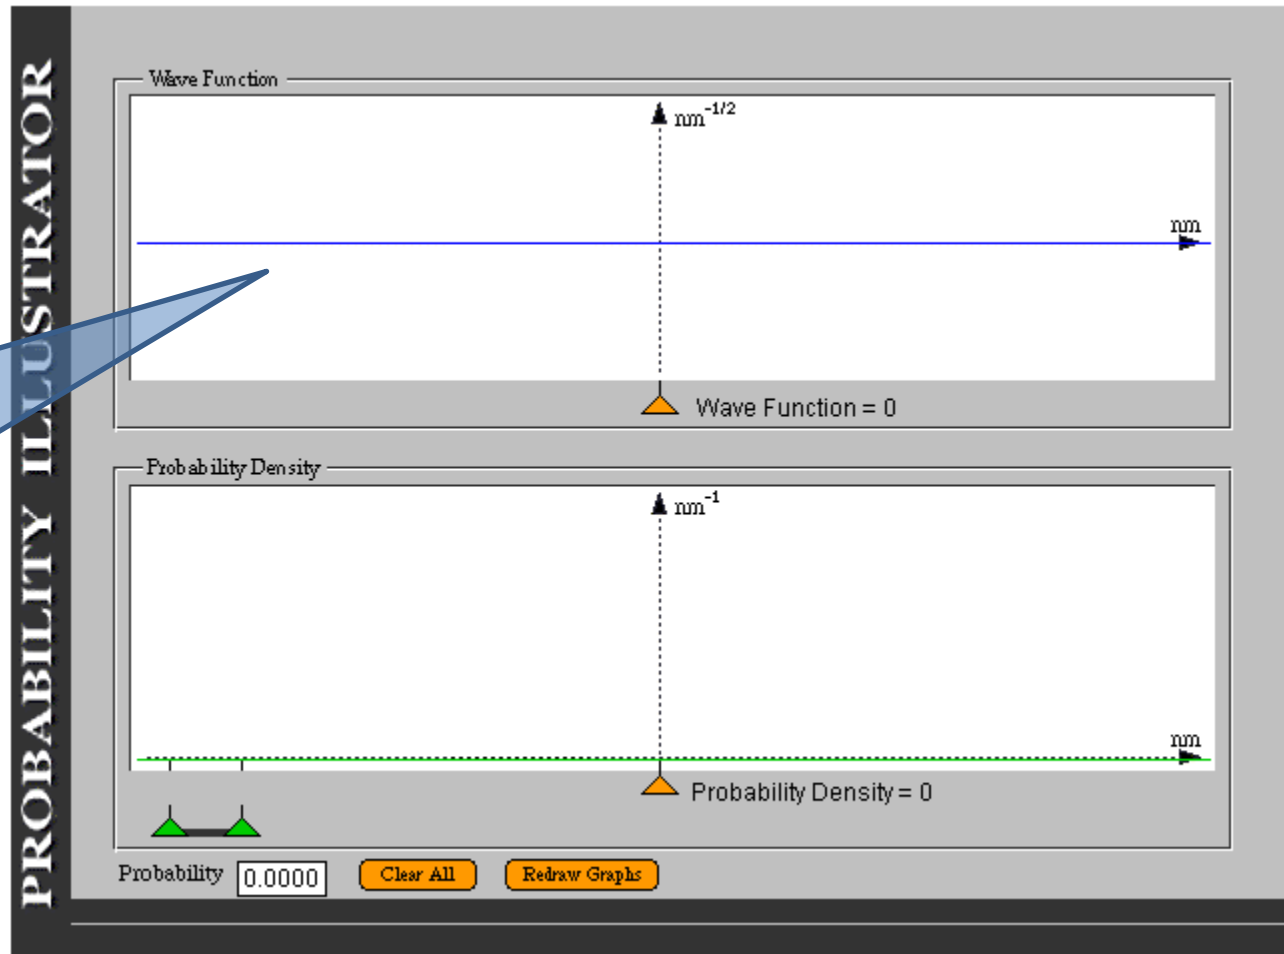 PROBABILITY ILLUSTRATOR
Wave Function
nm-1/2
nm
Wave Function = 0
Probability Density
nm-1
nm
Probability Density = 0
Probability 0.0000 Clear All Redraw Graphs